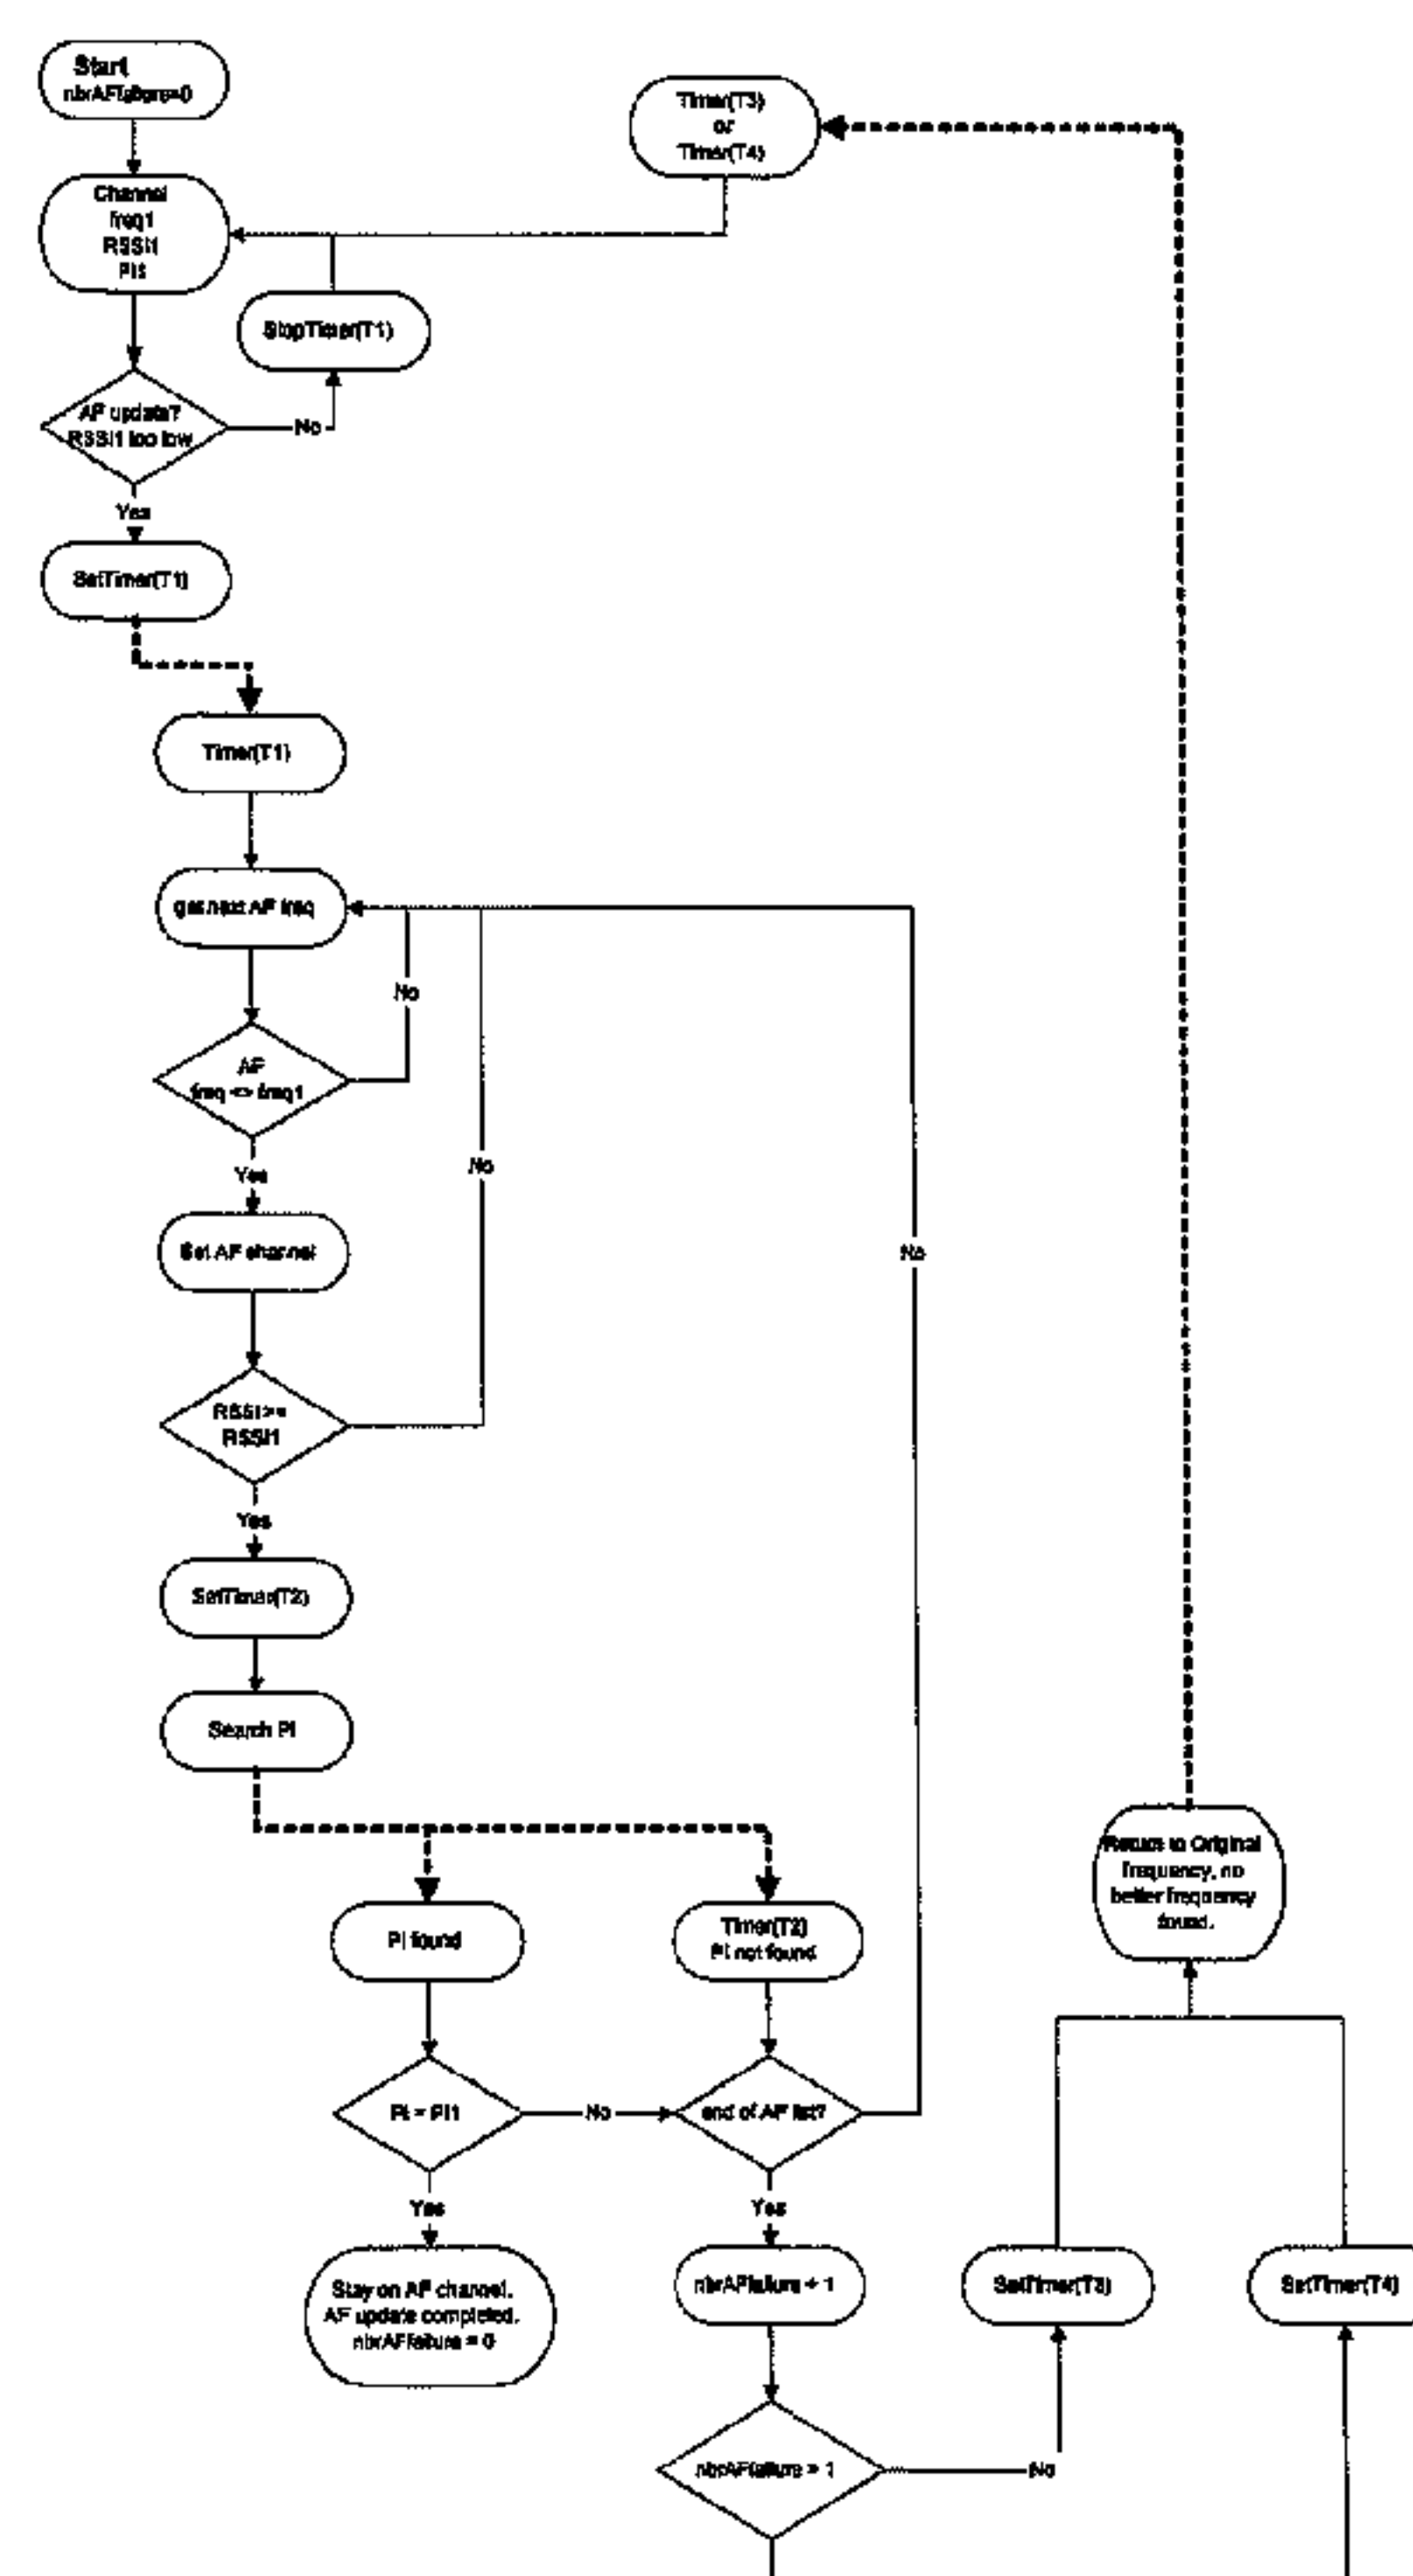 Start
nbrAFfailure=0
Timer(T3)
or
Timer(T4)
Channel
freq1
RSSI1
PI1
StopTimer(T1)
AF update?
RSSI1 too low
No
Yes
SetTimer(T1)
Timer(T1)
get next AF freq
No
AF
freq <> freq1
No
Yes
Set AF channel
No
RSSI >=
RSSI1
Yes
SetTimer(T2)
Search PI
Return to Original
frequency, no
better frequency
found.
PI found
Timer(T2)
PI not found
PI = PI1
No
end of AF list?
Yes
Yes
Stay on AF channel.
AF update completed.
nbrAFfailure = 0
nbrAFfailure + 1
SetTimer(T3)
SetTimer(T4)
nbrAFfailure > 1
No